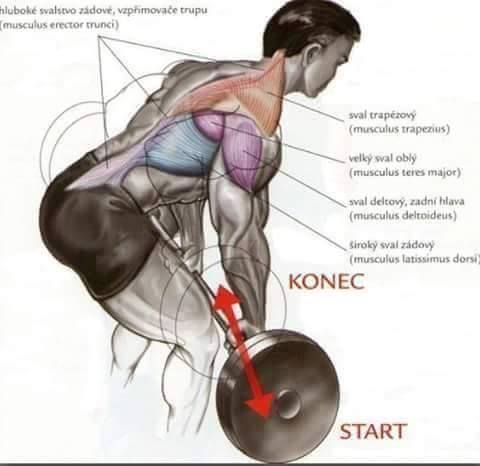 hluboké svalstvo zádové, vzpřimovače trupu
(musculus erector trunci)
sval trapézový
(musculus trapezius)
velký sval oblý
(musculus teres major)
sval deltový, zadní hlava
(musculus deltoideus)
široký sval zádový
(musculus latissimus dorsi)
KONEC
START